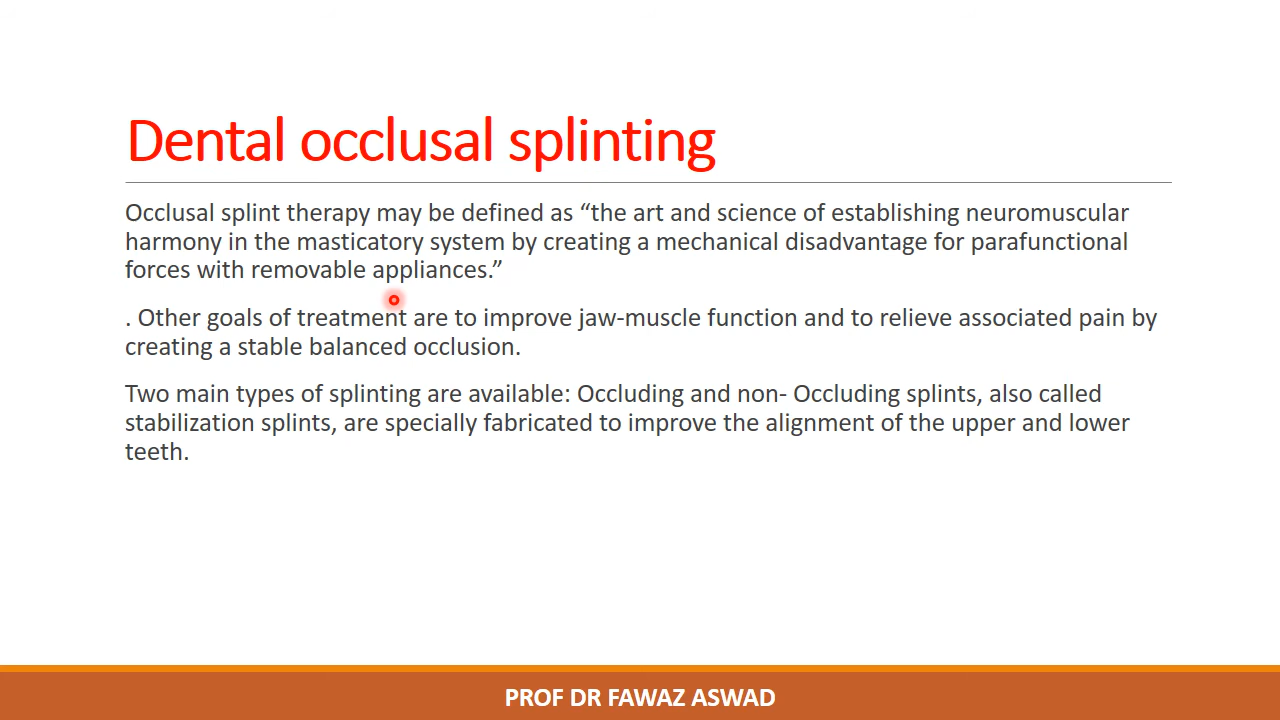 Dental occlusal splinting
Occlusal splint therapy may be defined as “the art and science of establishing neuromuscular
harmony in the masticatory system by creating a mechanical disadvantage for parafunctional
forces with removable appliances.”
. Other goals of treatment are to improve jaw-muscle function and to relieve associated pain by
creating a stable balanced occlusion.
Two main types of splinting are available: Occluding and non- Occluding splints, also called
stabilization splints, are specially fabricated to improve the alignment of the upper and lower
teeth.
PROF DR FAWAZ ASWAD